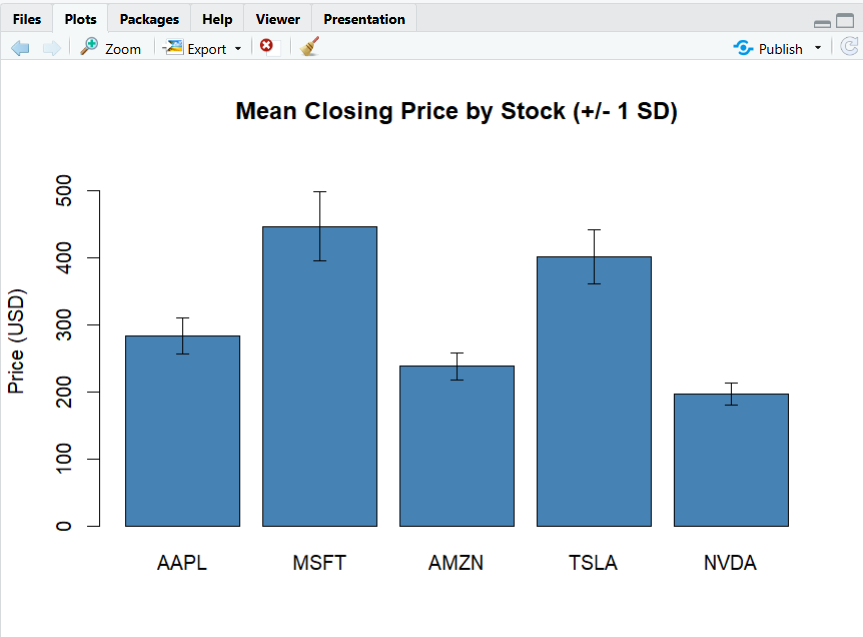 Files Plots Packages Help Viewer Presentation
Zoom Export Publish
Mean Closing Price by Stock (+/- 1 SD)
Price (USD)
500
400
300
200
100
0
AAPL MSFT AMZN TSLA NVDA